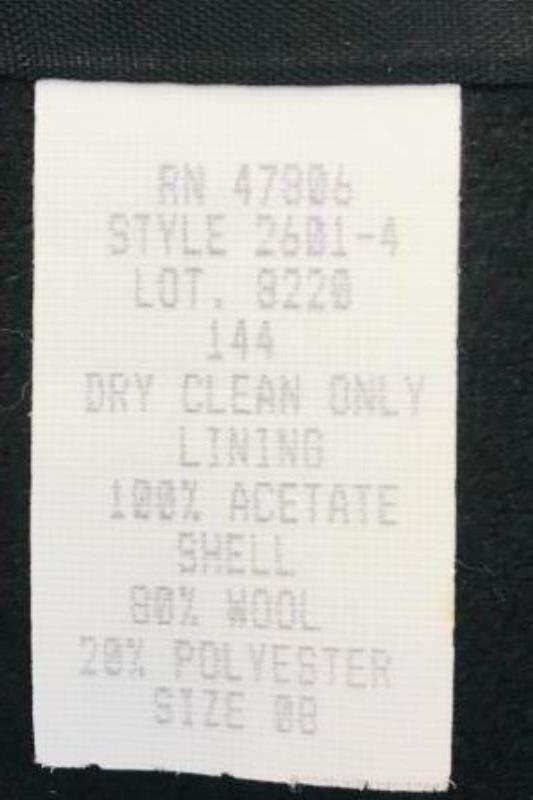 RN 47806
STYLE 2601-4
LOT. 8220
144
DRY CLEAN ONLY
LINING
100% ACETATE
SHELL
80% WOOL
20% POLYESTER
SIZE 08